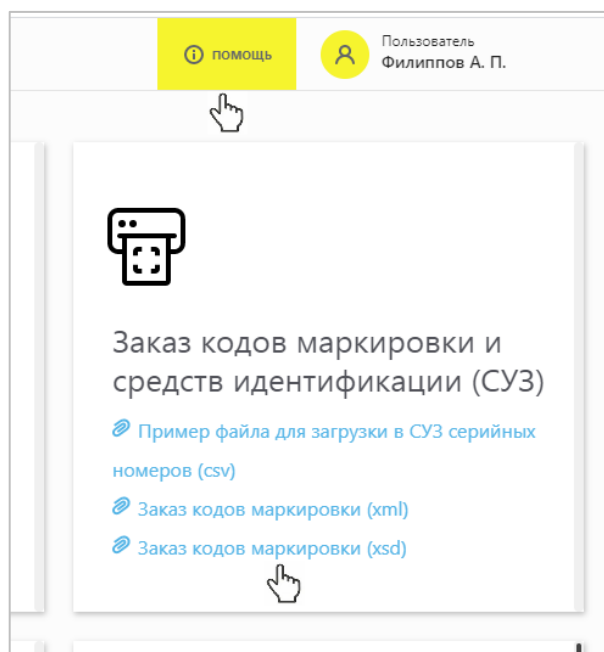 помощь
Пользователь
Филиппов А. П.
Заказ кодов маркировки и
средств идентификации (СУЗ)
Пример файла для загрузки в СУЗ серийных
номеров (csv)
Заказ кодов маркировки (xml)
Заказ кодов маркировки (xsd)